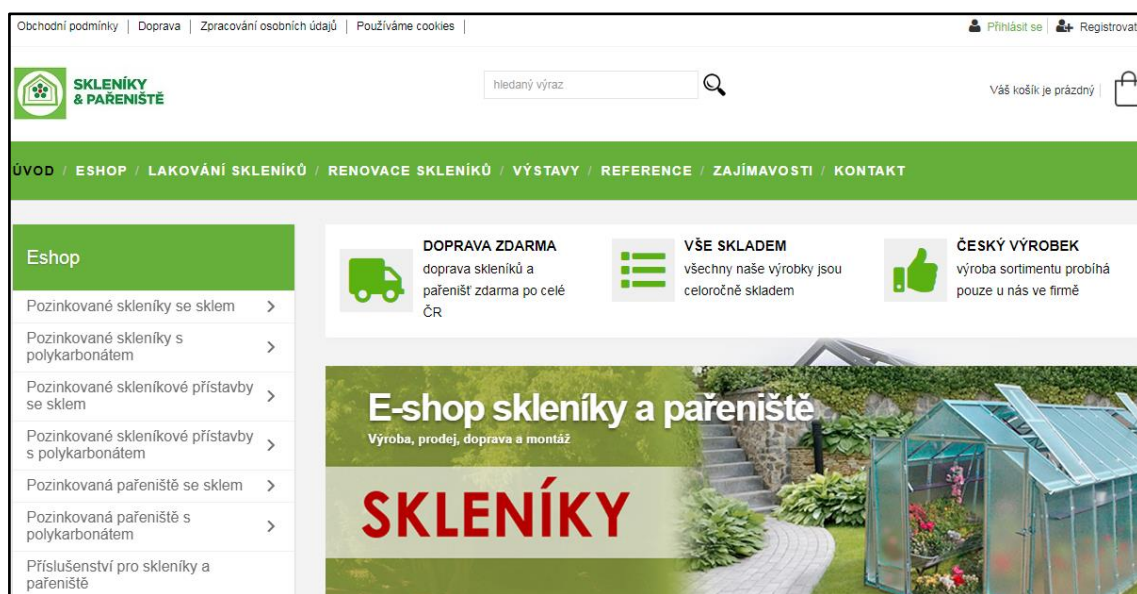 Obchodní podmínky | Doprava | Zpracování osobních údajů | Používáme cookies |
Přihlásit se | Registrovat
SKLENÍKY
& PAŘENIŠTĚ
hledaný výraz
Váš košík je prázdný |
ÚVOD / ESHOP / LAKOVÁNÍ SKLENÍKŮ / RENOVACE SKLENÍKŮ / VÝSTAVY / REFERENCE / ZAJÍMAVOSTI / KONTAKT
Eshop
Pozinkované skleníky se sklem
Pozinkované skleníky s
polykarbonátem
Pozinkované skleníkové přístavby
se sklem
Pozinkované skleníkové přístavby
s polykarbonátem
Pozinkovaná pařeniště se sklem
Pozinkovaná pařeniště s
polykarbonátem
Příslušenství pro skleníky a
pařeniště
DOPRAVA ZDARMA
doprava skleníků a
pařenišť zdarma po celé
ČR
VŠE SKLADEM
všechny naše výrobky jsou
celoročně skladem
ČESKÝ VÝROBEK
výroba sortimentu probíhá
pouze u nás ve firmě
E-shop skleníky a pařeniště
Výroba, prodej, doprava a montáž
SKLENÍKY